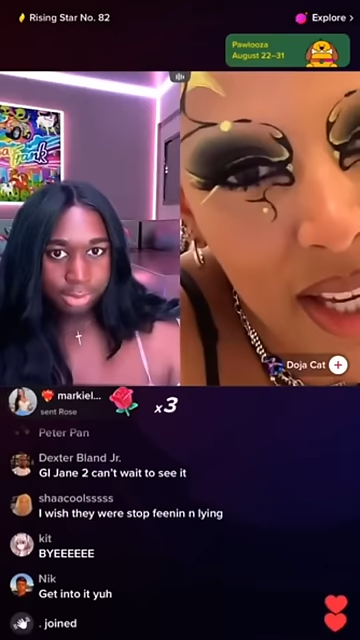 Rising Star No. 82
Explore >
Pawlooza
August 22–31
Frank
Doja Cat +
markiel...
sent Rose
x3
Peter Pan
Dexter Bland Jr.
GI Jane 2 can't wait to see it
shaacoolsssss
I wish they were stop feenin n lying
kit
BYEEEEEE
Nik
Get into it yuh
. joined